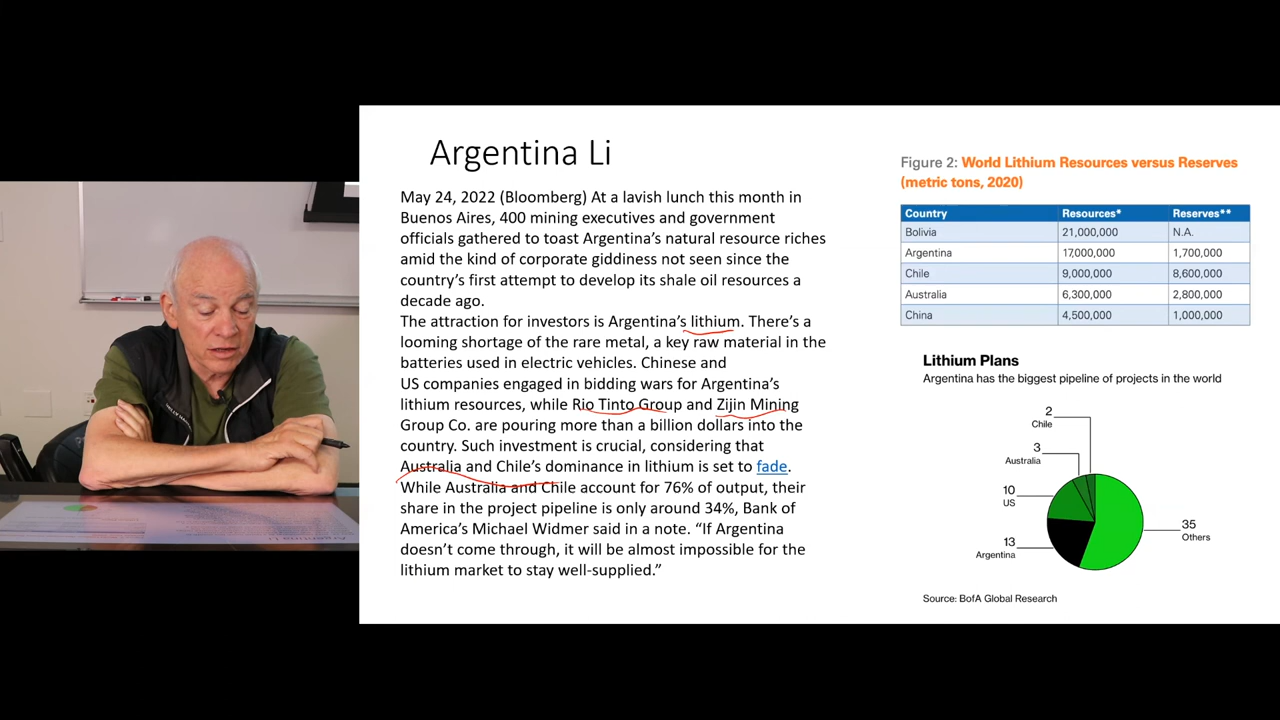 Argentina Li
May 24, 2022 (Bloomberg) At a lavish lunch this month in
Buenos Aires, 400 mining executives and government
officials gathered to toast Argentina's natural resource riches
amid the kind of corporate giddiness not seen since the
country's first attempt to develop its shale oil resources a
decade ago.
The attraction for investors is Argentina's lithium. There's a
looming shortage of the rare metal, a key raw material in the
batteries used in electric vehicles. Chinese and
US companies engaged in bidding wars for Argentina's
lithium resources, while Rio Tinto Group and Zijin Mining
Group Co. are pouring more than a billion dollars into the
country. Such investment is crucial, considering that
Australia and Chile's dominance in lithium is set to fade.
While Australia and Chile account for 76% of output, their
share in the project pipeline is only around 34%, Bank of
America's Michael Widmer said in a note. "If Argentina
doesn't come through, it will be almost impossible for the
lithium market to stay well-supplied."
Figure 2: World Lithium Resources versus Reserves
(metric tons, 2020)
Country Resources* Reserves**
Bolivia 21,000,000 N.A.
Argentina 17,000,000 1,700,000
Chile 9,000,000 8,600,000
Australia 6,300,000 2,800,000
China 4,500,000 1,000,000
Lithium Plans
Argentina has the biggest pipeline of projects in the world
2
Chile
3
Australia
10
US
13
Argentina
35
Others
Source: BofA Global Research